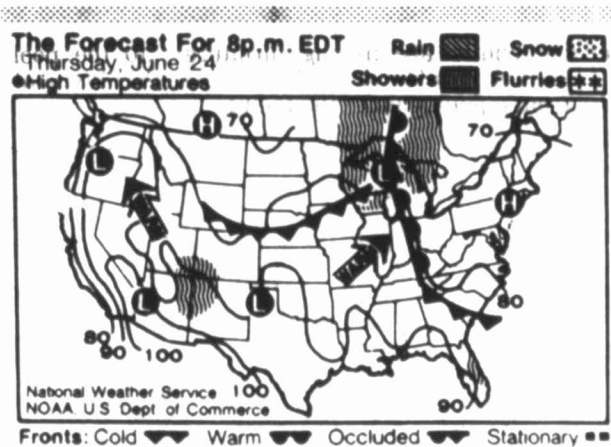 The Forecast For 8p.m. EDT
Thursday, June 24
●High Temperatures
Rain
Snow
Showers
Flurries
H 70
70
L
L
H
L
L
80
80
90 100
100
90
National Weather Service
NOAA U S Dept of Commerce
Fronts: Cold Warm Occluded Stationary